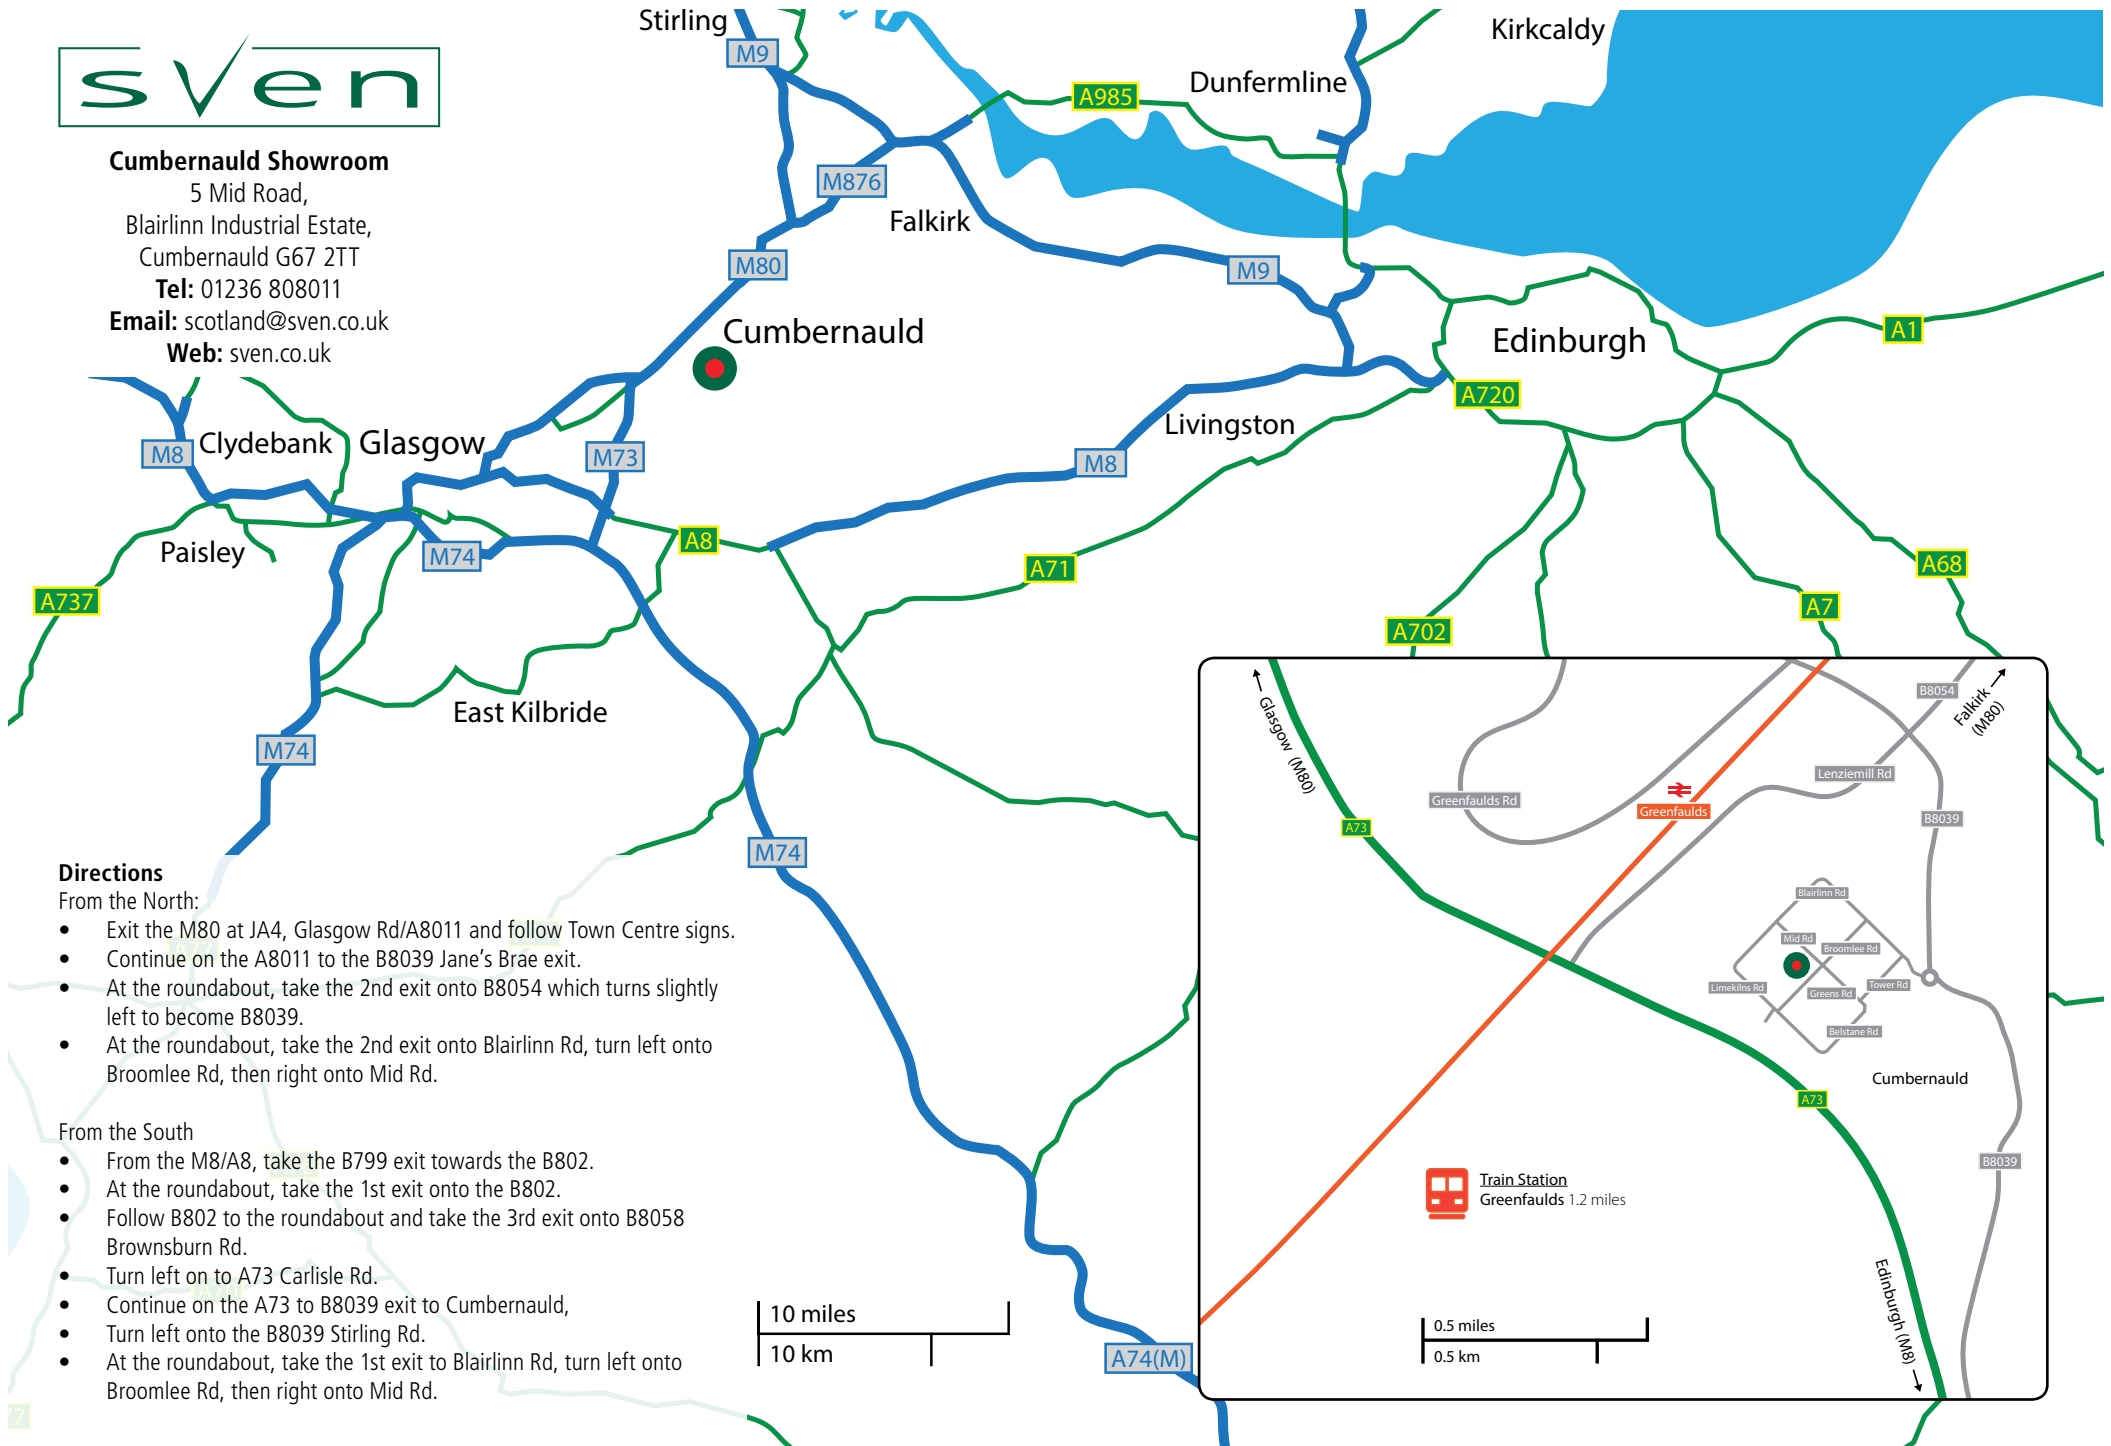 sven
Cumbernauld Showroom
5 Mid Road,
Blairlinn Industrial Estate,
Cumbernauld G67 2TT
Tel: 01236 808011
Email: scotland@sven.co.uk
Web: sven.co.uk
Stirling
M9
Kirkcaldy
Dunfermline
A985
M876
Falkirk
M80
M9
Cumbernauld
Edinburgh
A1
A720
Livingston
M8
Clydebank
Glasgow
M73
M8
Paisley
M74
A8
A71
A68
A737
A7
A702
East Kilbride
M74
M74
A74(M)
Directions
From the North:
• Exit the M80 at JA4, Glasgow Rd/A8011 and follow Town Centre signs.
• Continue on the A8011 to the B8039 Jane's Brae exit.
• At the roundabout, take the 2nd exit onto B8054 which turns slightly
left to become B8039.
• At the roundabout, take the 2nd exit onto Blairlinn Rd, turn left onto
Broomlee Rd, then right onto Mid Rd.
From the South
• From the M8/A8, take the B799 exit towards the B802.
• At the roundabout, take the 1st exit onto the B802.
• Follow B802 to the roundabout and take the 3rd exit onto B8058
Brownsburn Rd.
• Turn left on to A73 Carlisle Rd.
• Continue on the A73 to B8039 exit to Cumbernauld,
• Turn left onto the B8039 Stirling Rd.
• At the roundabout, take the 1st exit to Blairlinn Rd, turn left onto
Broomlee Rd, then right onto Mid Rd.
A77
10 miles
10 km
Glasgow (M80)
B8054
Falkirk
(M80)
Lenziemill Rd
Greenfaulds Rd
Greenfaulds
B8039
A73
Blairlinn Rd
Mid Rd
Broomlee Rd
Limekilns Rd
Greens Rd
Tower Rd
Belstane Rd
Cumbernauld
A73
B8039
Train Station
Greenfaulds 1.2 miles
Edinburgh (M8)
0.5 miles
0.5 km